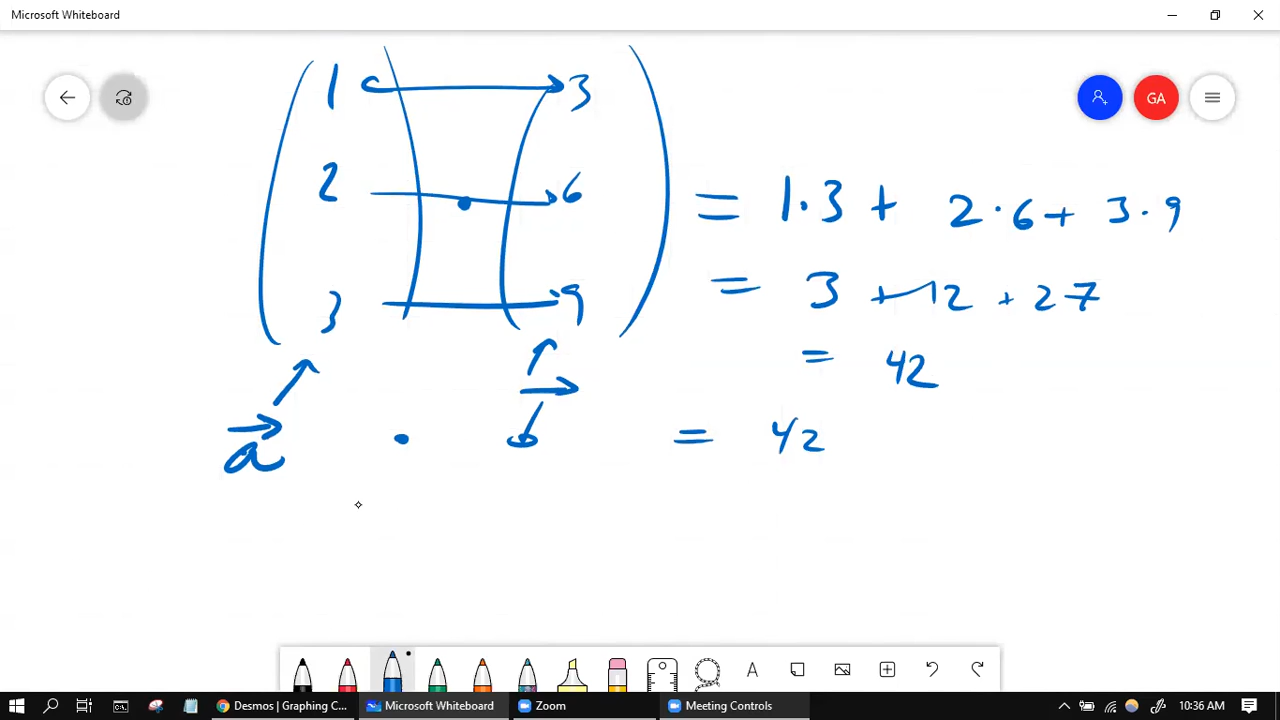 Microsoft Whiteboard
GA
1 3
2 • 6 = 1·3 + 2·6 + 3·9
3 9 = 3 + 12 + 27
= 42
a⃗ · b⃗ = 42
A
Desmos | Graphing C...
Microsoft Whiteboard
Zoom
Meeting Controls
10:36 AM